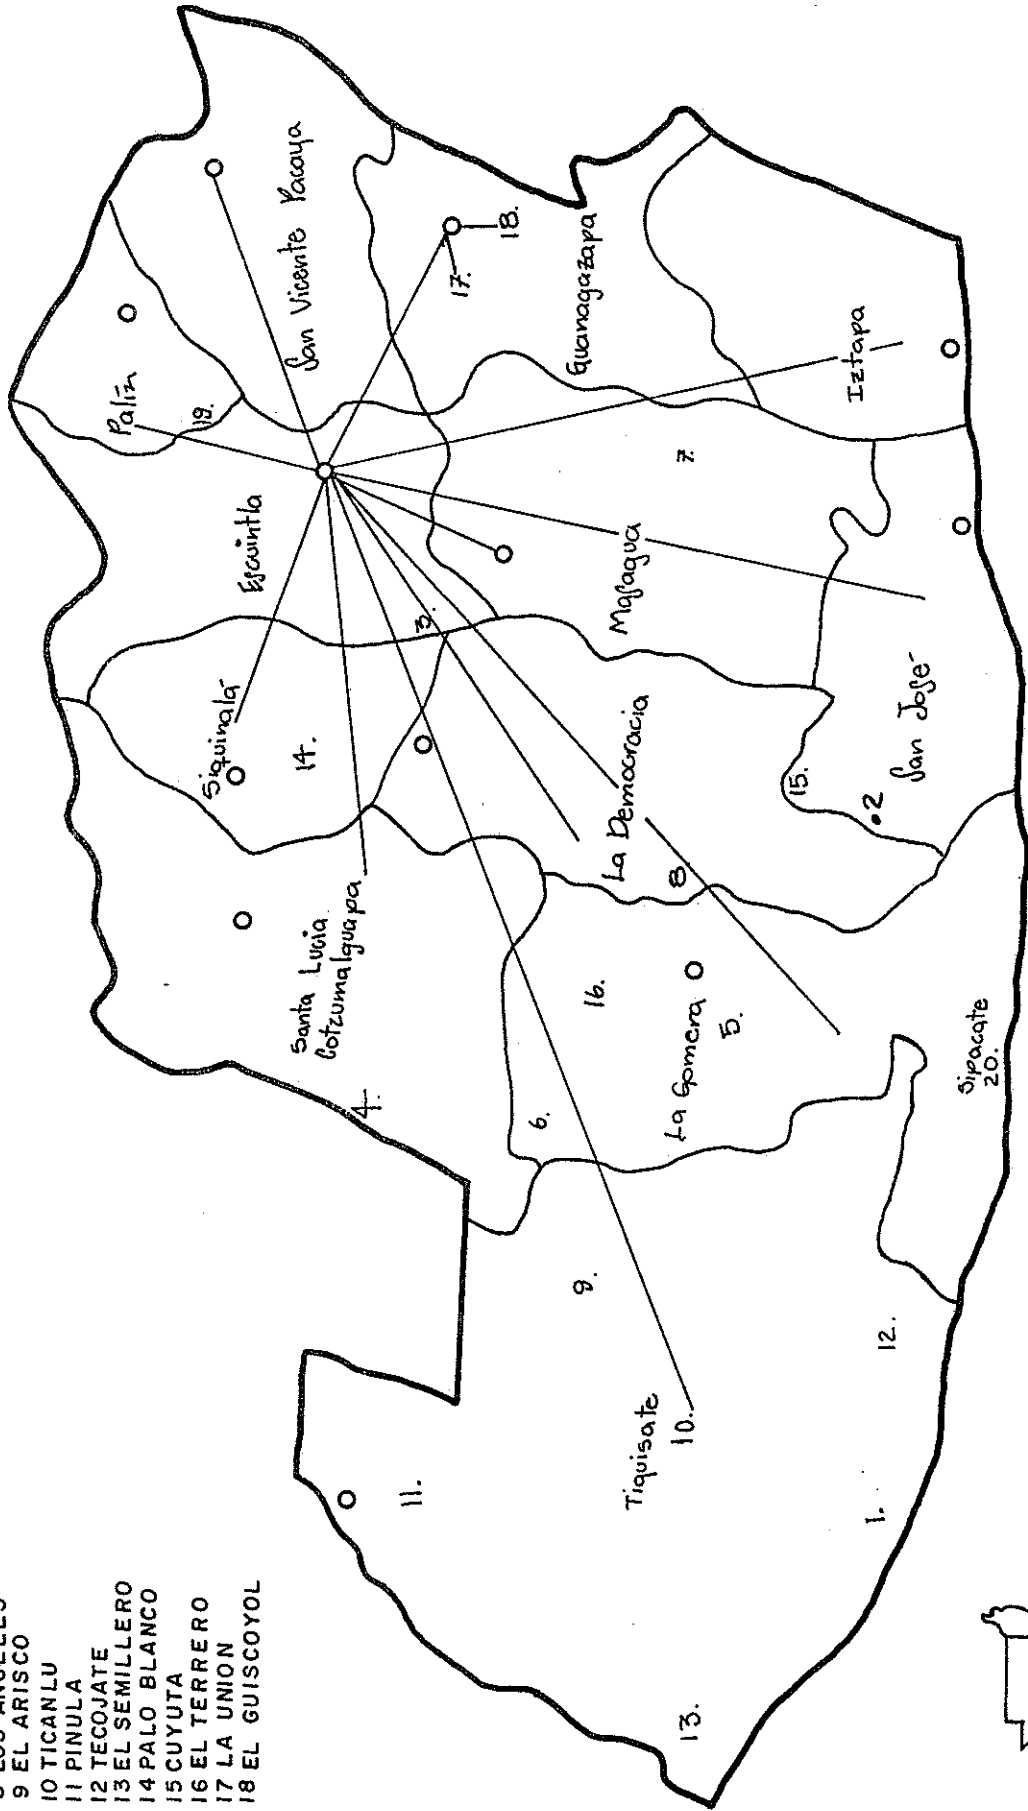 9 EL ARISCO
10 TICANLU
11 PINULA
12 TECOJATE
13 EL SEMILLERO
14 PALO BLANCO
15 CUYUTA
16 EL TERRERO
17 LA UNION
18 EL GUISCOYOL
Palín
19.
San Vicente Pacaya
Escuintla
Siquinalá
14.
3.
17.
18.
Guanagazapa
Santa Lucia
Cotzumalguapa
4.
7.
Masagua
Iztapa
La Democracia
8
15.
•2
San José
16.
6.
La Gomera
5.
Sipacate
20.
9.
Tiquisate
10.
11.
12.
1.
13.